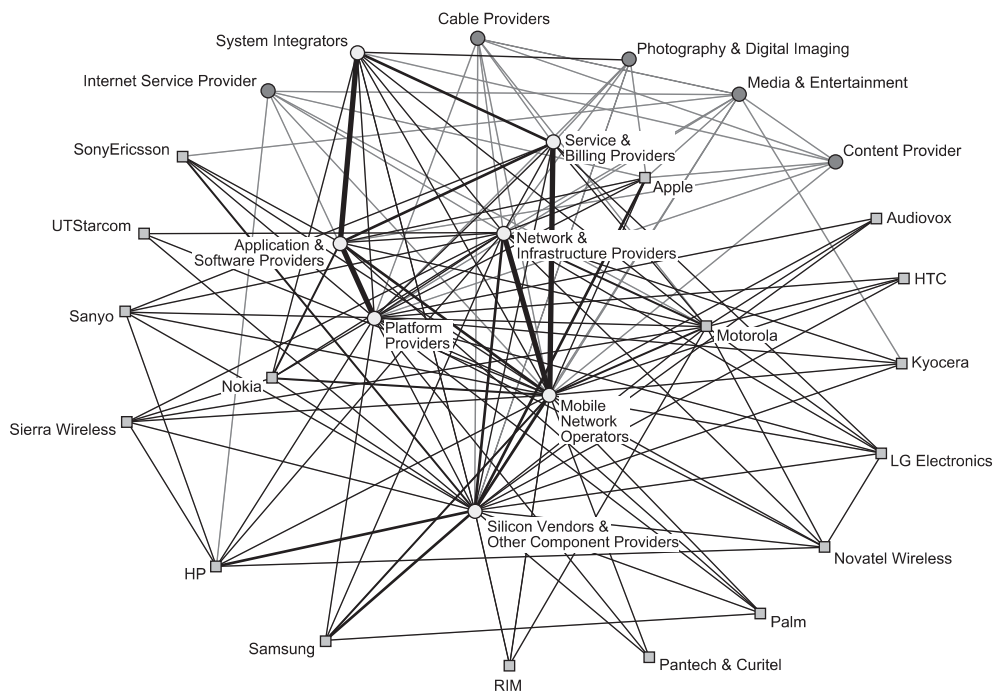 Cable Providers
System Integrators
Photography & Digital Imaging
Internet Service Provider
Media & Entertainment
SonyEricsson
Service &
Billing Providers
Content Provider
Apple
UTStarcom
Audiovox
Application &
Software Providers
Network &
Infrastructure Providers
HTC
Sanyo
Platform
Providers
Motorola
Nokia
Kyocera
Mobile
Network
Operators
Sierra Wireless
LG Electronics
Silicon Vendors &
Other Component Providers
Novatel Wireless
HP
Palm
Samsung
Pantech & Curitel
RIM